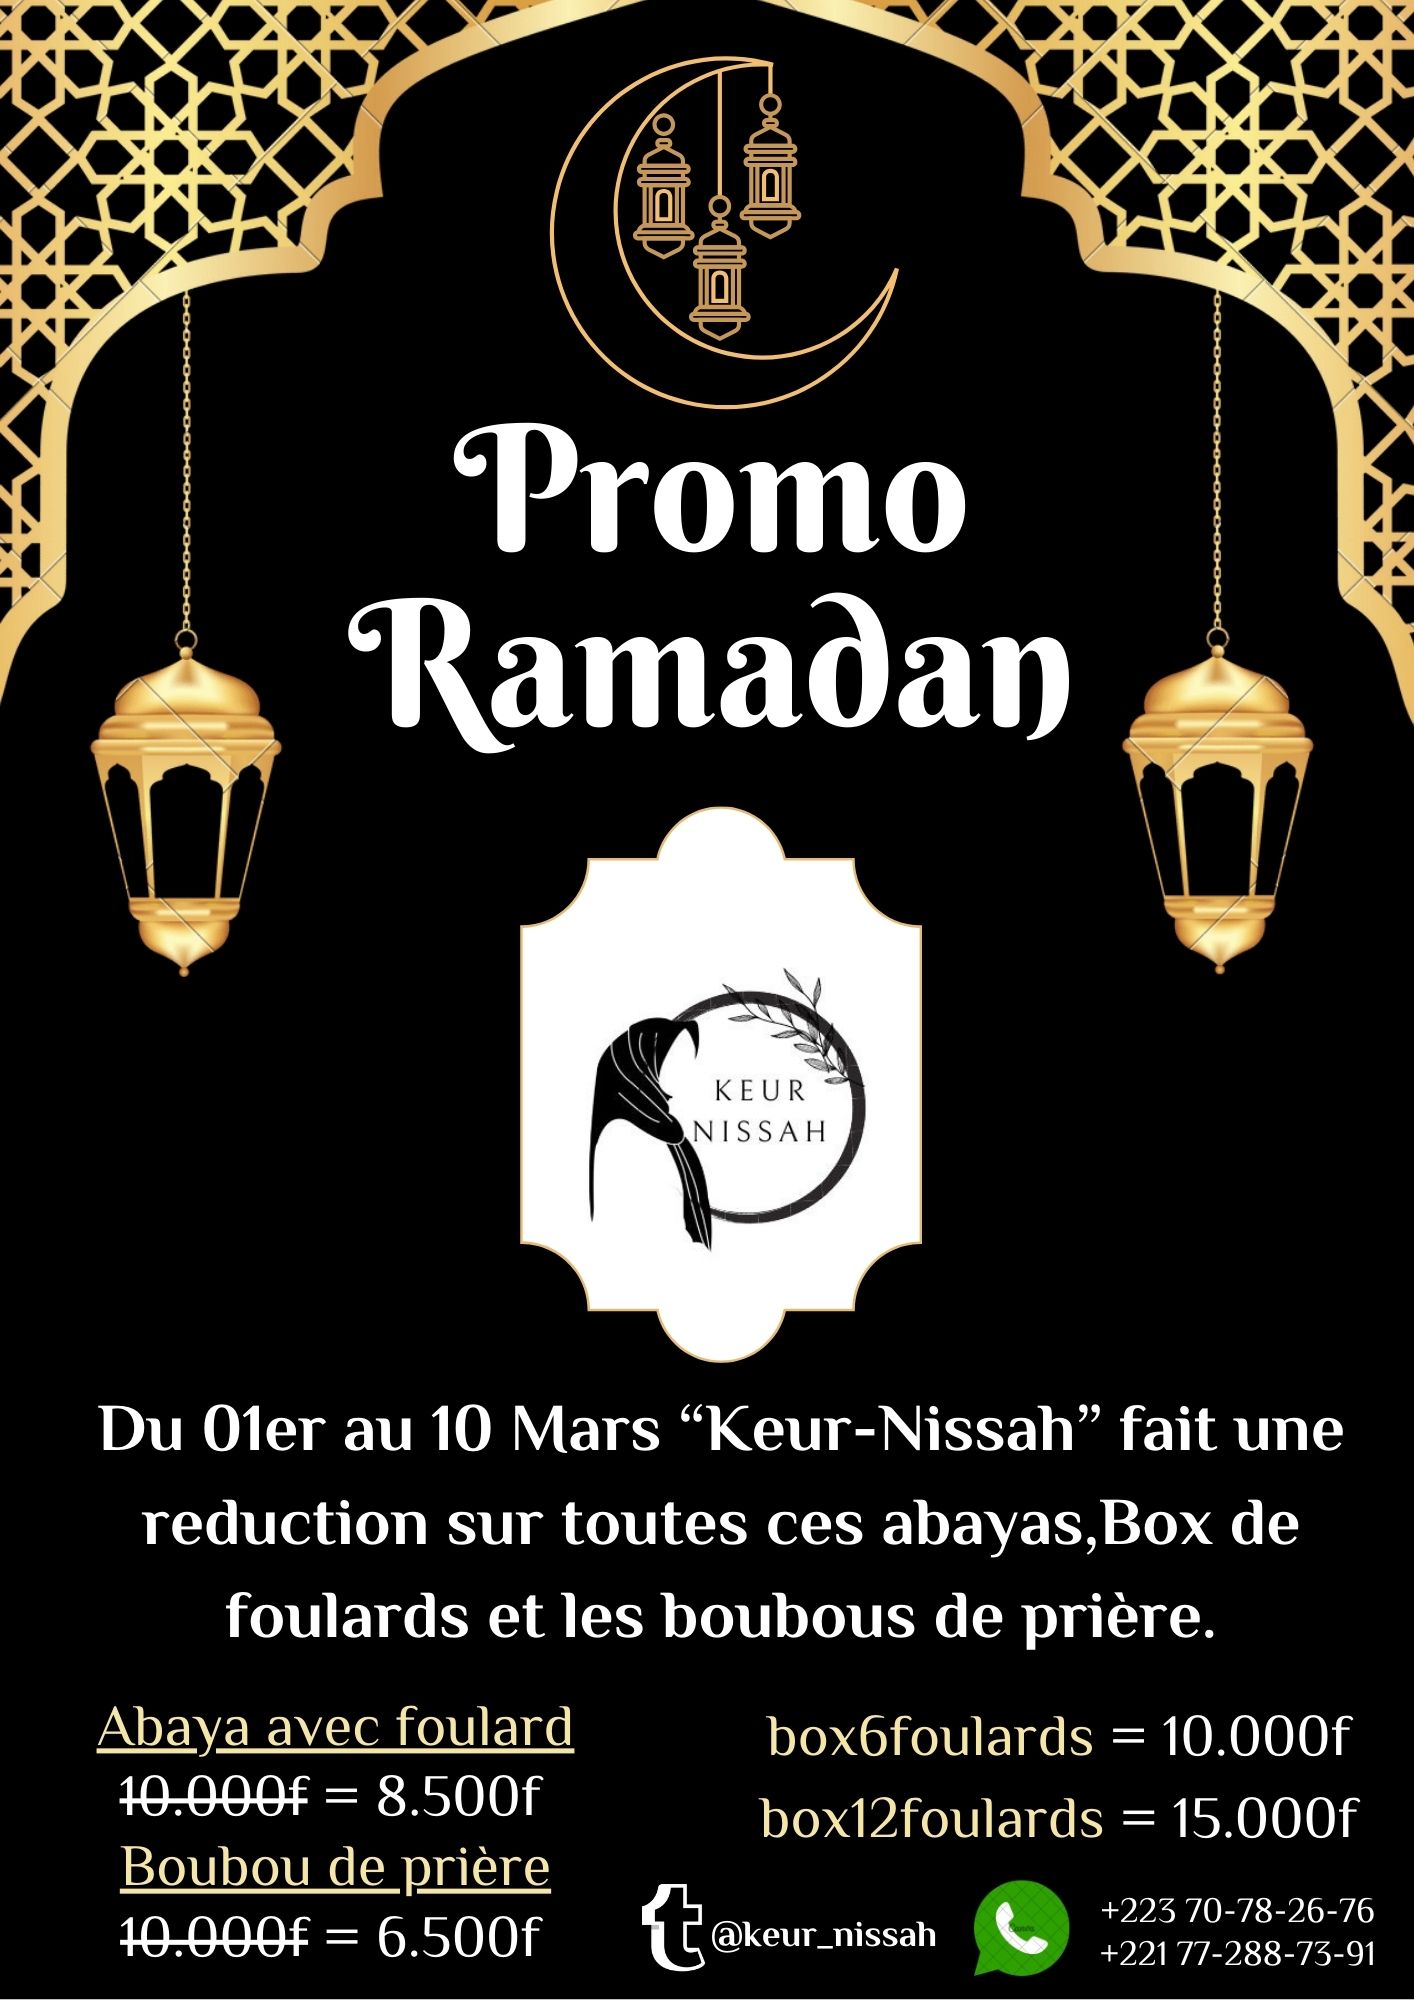 Promo
Ramadan
KEUR
NISSAH
Du 01er au 10 Mars “Keur-Nissah” fait une
reduction sur toutes ces abayas,Box de
foulards et les boubous de prière.
Abaya avec foulard
10.000f = 8.500f
Boubou de prière
10.000f = 6.500f
box6foulards = 10.000f
box12foulards = 15.000f
@keur_nissah
+223 70-78-26-76
+221 77-288-73-91